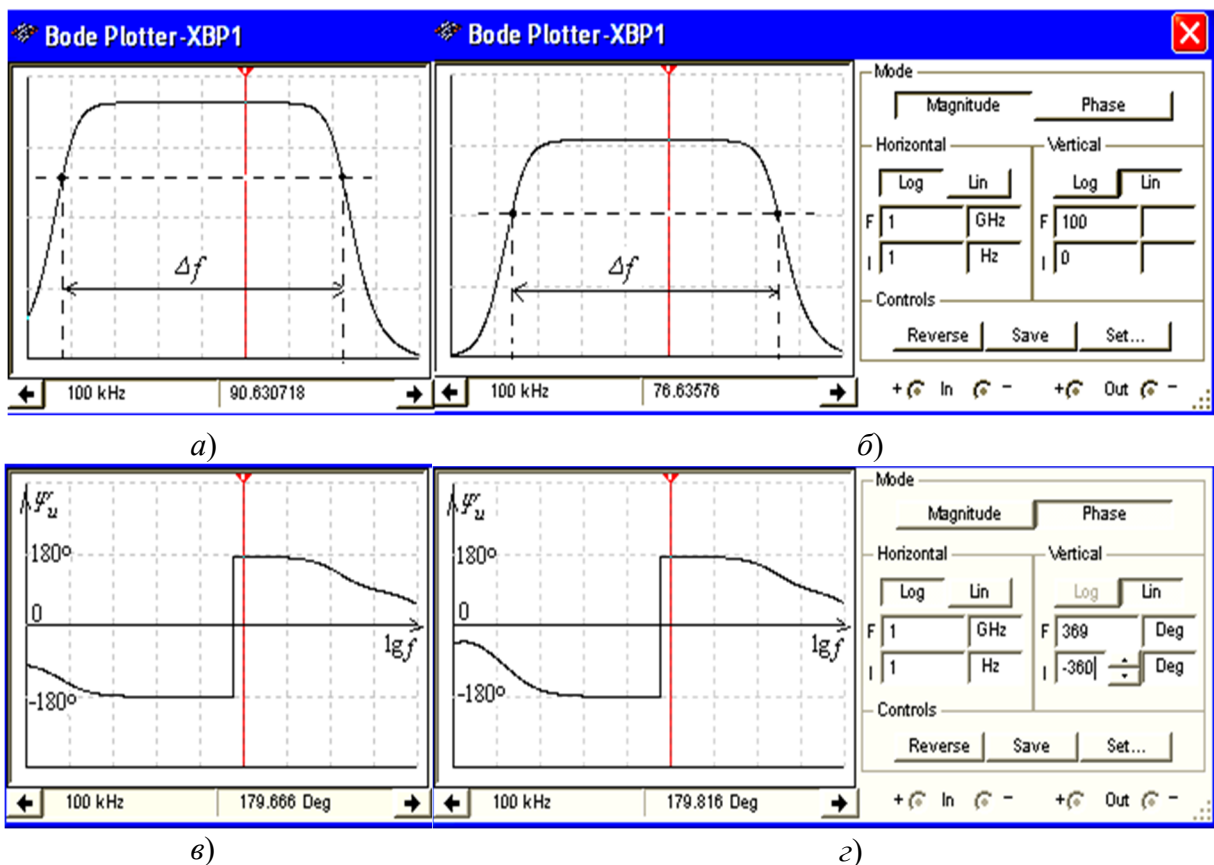 Bode Plotter-XBP1
Δf
100 kHz 90.630718
а)
Bode Plotter-XBP1
Δf
100 kHz 76.63576
Mode
Magnitude Phase
Horizontal Vertical
Log Lin Log Lin
F 1 GHz F 100
I 1 Hz I 0
Controls
Reverse Save Set...
+ In - + Out -
б)
Ψu
180º
0
lg f
-180º
100 kHz 179.666 Deg
в)
Ψu
180º
0
lg f
-180º
100 kHz 179.816 Deg
Mode
Magnitude Phase
Horizontal Vertical
Log Lin Log Lin
F 1 GHz F 369 Deg
I 1 Hz I -360 Deg
Controls
Reverse Save Set...
+ In - + Out -
г)